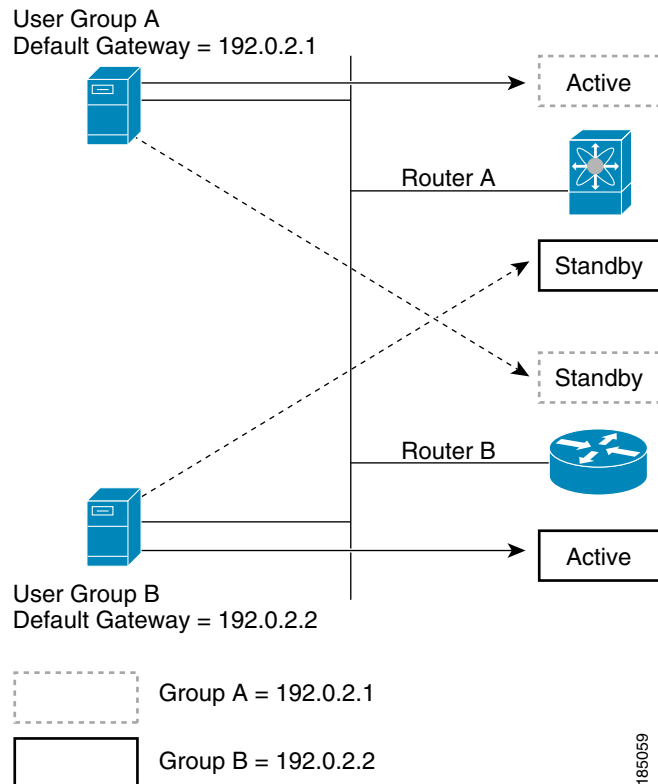 User Group A
Default Gateway = 192.0.2.1
Active
Router A
Standby
Standby
Router B
Active
User Group B
Default Gateway = 192.0.2.2
Group A = 192.0.2.1
Group B = 192.0.2.2
185059